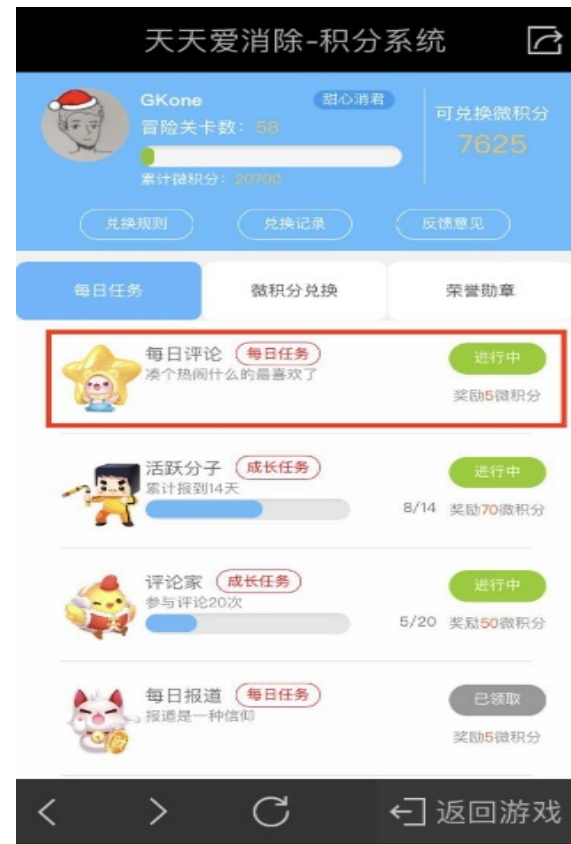 天天爱消除-积分系统
GKone 甜心消君
冒险关卡数：58
可兑换微积分
7625
累计微积分：20700
兑换规则 兑换记录 反馈意见
每日任务 微积分兑换 荣誉勋章
每日评论 每日任务 进行中
凑个热闹什么的最喜欢了
奖励5微积分
活跃分子 成长任务 进行中
累计报到14天
8/14 奖励70微积分
评论家 成长任务 进行中
参与评论20次
5/20 奖励50微积分
每日报道 每日任务 已领取
报道是一种信仰
奖励5微积分
返回游戏